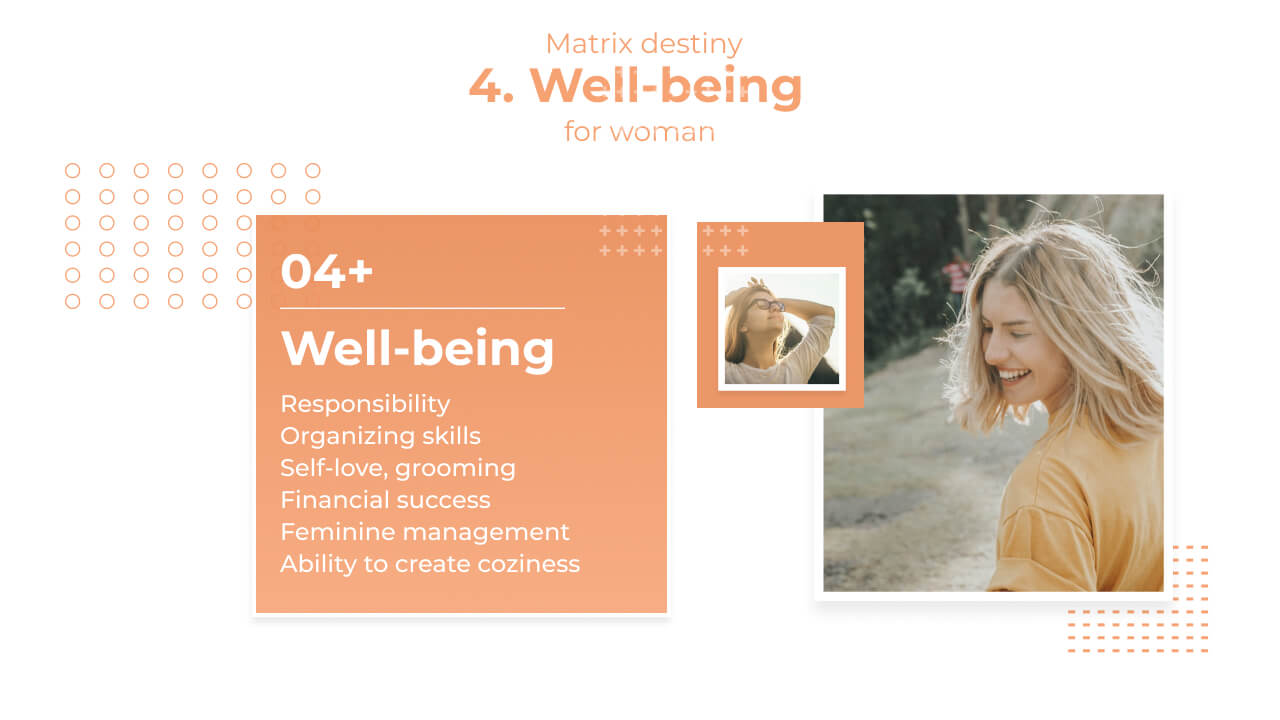 Matrix destiny
4. Well-being
for woman
04+
Well-being
Responsibility
Organizing skills
Self-love, grooming
Financial success
Feminine management
Ability to create coziness